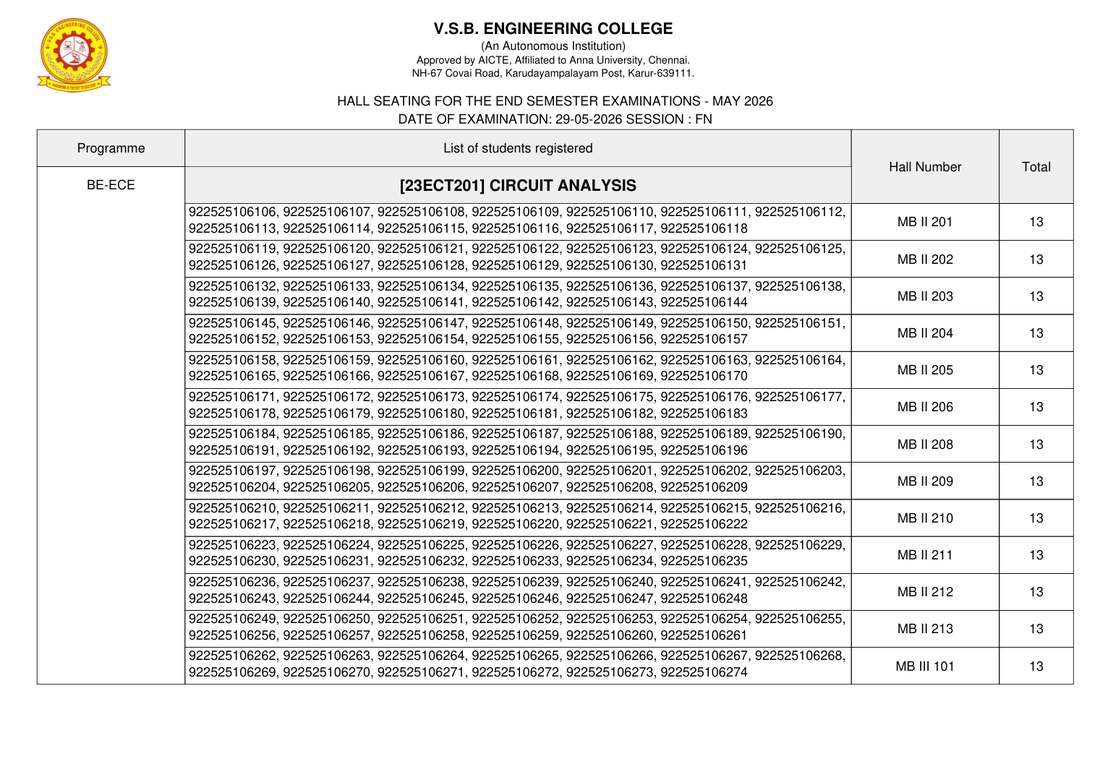 V.S.B. ENGINEERING COLLEGE
(An Autonomous Institution)
Approved by AICTE, Affiliated to Anna University, Chennai.
NH-67 Covai Road, Karudayampalayam Post, Karur-639111.
HALL SEATING FOR THE END SEMESTER EXAMINATIONS - MAY 2026
DATE OF EXAMINATION: 29-05-2026 SESSION : FN
Programme List of students registered Hall Number Total
BE-ECE [23ECT201] CIRCUIT ANALYSIS
922525106106, 922525106107, 922525106108, 922525106109, 922525106110, 922525106111, 922525106112,
922525106113, 922525106114, 922525106115, 922525106116, 922525106117, 922525106118
MB II 201 13
922525106119, 922525106120, 922525106121, 922525106122, 922525106123, 922525106124, 922525106125,
922525106126, 922525106127, 922525106128, 922525106129, 922525106130, 922525106131
MB II 202 13
922525106132, 922525106133, 922525106134, 922525106135, 922525106136, 922525106137, 922525106138,
922525106139, 922525106140, 922525106141, 922525106142, 922525106143, 922525106144
MB II 203 13
922525106145, 922525106146, 922525106147, 922525106148, 922525106149, 922525106150, 922525106151,
922525106152, 922525106153, 922525106154, 922525106155, 922525106156, 922525106157
MB II 204 13
922525106158, 922525106159, 922525106160, 922525106161, 922525106162, 922525106163, 922525106164,
922525106165, 922525106166, 922525106167, 922525106168, 922525106169, 922525106170
MB II 205 13
922525106171, 922525106172, 922525106173, 922525106174, 922525106175, 922525106176, 922525106177,
922525106178, 922525106179, 922525106180, 922525106181, 922525106182, 922525106183
MB II 206 13
922525106184, 922525106185, 922525106186, 922525106187, 922525106188, 922525106189, 922525106190,
922525106191, 922525106192, 922525106193, 922525106194, 922525106195, 922525106196
MB II 208 13
922525106197, 922525106198, 922525106199, 922525106200, 922525106201, 922525106202, 922525106203,
922525106204, 922525106205, 922525106206, 922525106207, 922525106208, 922525106209
MB II 209 13
922525106210, 922525106211, 922525106212, 922525106213, 922525106214, 922525106215, 922525106216,
922525106217, 922525106218, 922525106219, 922525106220, 922525106221, 922525106222
MB II 210 13
922525106223, 922525106224, 922525106225, 922525106226, 922525106227, 922525106228, 922525106229,
922525106230, 922525106231, 922525106232, 922525106233, 922525106234, 922525106235
MB II 211 13
922525106236, 922525106237, 922525106238, 922525106239, 922525106240, 922525106241, 922525106242,
922525106243, 922525106244, 922525106245, 922525106246, 922525106247, 922525106248
MB II 212 13
922525106249, 922525106250, 922525106251, 922525106252, 922525106253, 922525106254, 922525106255,
922525106256, 922525106257, 922525106258, 922525106259, 922525106260, 922525106261
MB II 213 13
922525106262, 922525106263, 922525106264, 922525106265, 922525106266, 922525106267, 922525106268,
922525106269, 922525106270, 922525106271, 922525106272, 922525106273, 922525106274
MB III 101 13